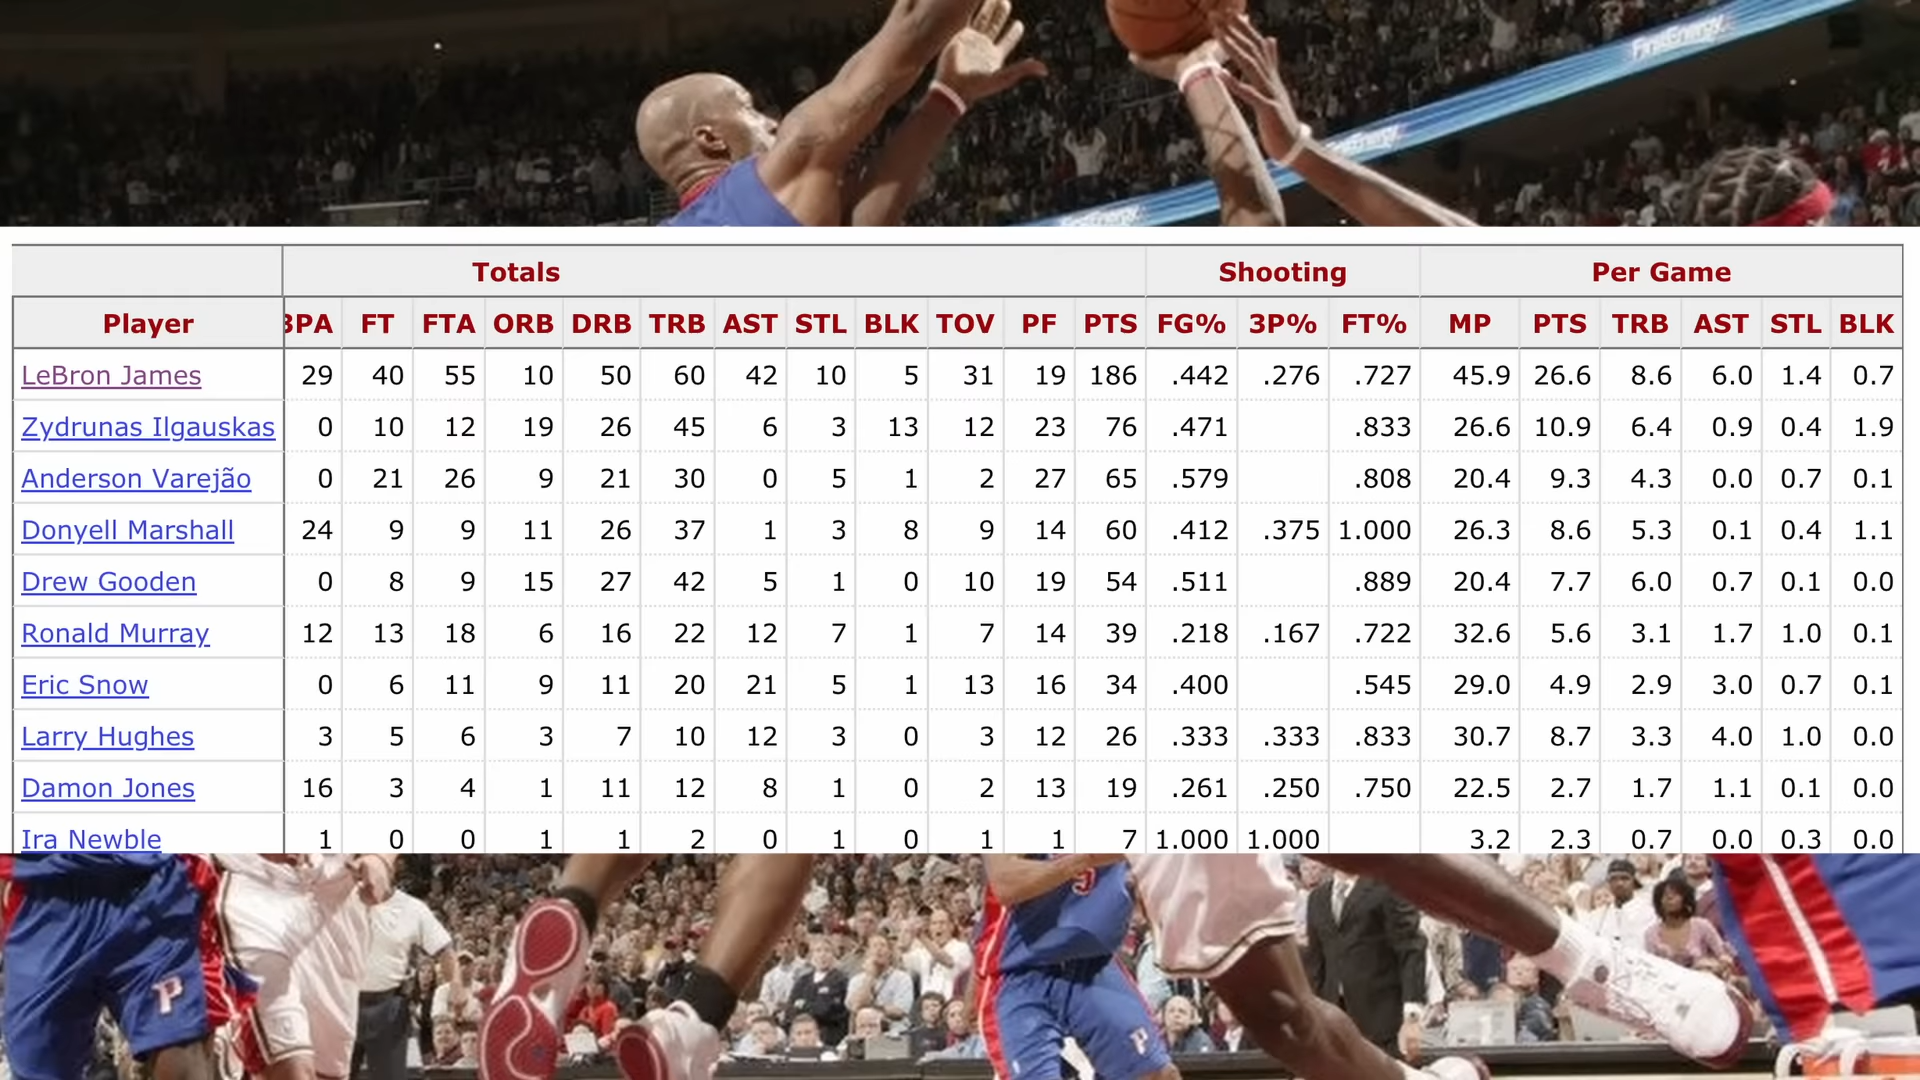 FirstEnergy
Totals Shooting Per Game
Player 3PA FT FTA ORB DRB TRB AST STL BLK TOV PF PTS FG% 3P% FT% MP PTS TRB AST STL BLK
LeBron James 29 40 55 10 50 60 42 10 5 31 19 186 .442 .276 .727 45.9 26.6 8.6 6.0 1.4 0.7
Zydrunas Ilgauskas 0 10 12 19 26 45 6 3 13 12 23 76 .471 .833 26.6 10.9 6.4 0.9 0.4 1.9
Anderson Varejão 0 21 26 9 21 30 0 5 1 2 27 65 .579 .808 20.4 9.3 4.3 0.0 0.7 0.1
Donyell Marshall 24 9 9 11 26 37 1 3 8 9 14 60 .412 .375 1.000 26.3 8.6 5.3 0.1 0.4 1.1
Drew Gooden 0 8 9 15 27 42 5 1 0 10 19 54 .511 .889 20.4 7.7 6.0 0.7 0.1 0.0
Ronald Murray 12 13 18 6 16 22 12 7 1 7 14 39 .218 .167 .722 32.6 5.6 3.1 1.7 1.0 0.1
Eric Snow 0 6 11 9 11 20 21 5 1 13 16 34 .400 .545 29.0 4.9 2.9 3.0 0.7 0.1
Larry Hughes 3 5 6 3 7 10 12 3 0 3 12 26 .333 .333 .833 30.7 8.7 3.3 4.0 1.0 0.0
Damon Jones 16 3 4 1 11 12 8 1 0 2 13 19 .261 .250 .750 22.5 2.7 1.7 1.1 0.1 0.0
Ira Newble 1 0 0 1 1 2 0 1 0 1 1 7 1.000 1.000 3.2 2.3 0.7 0.0 0.3 0.0
P
P